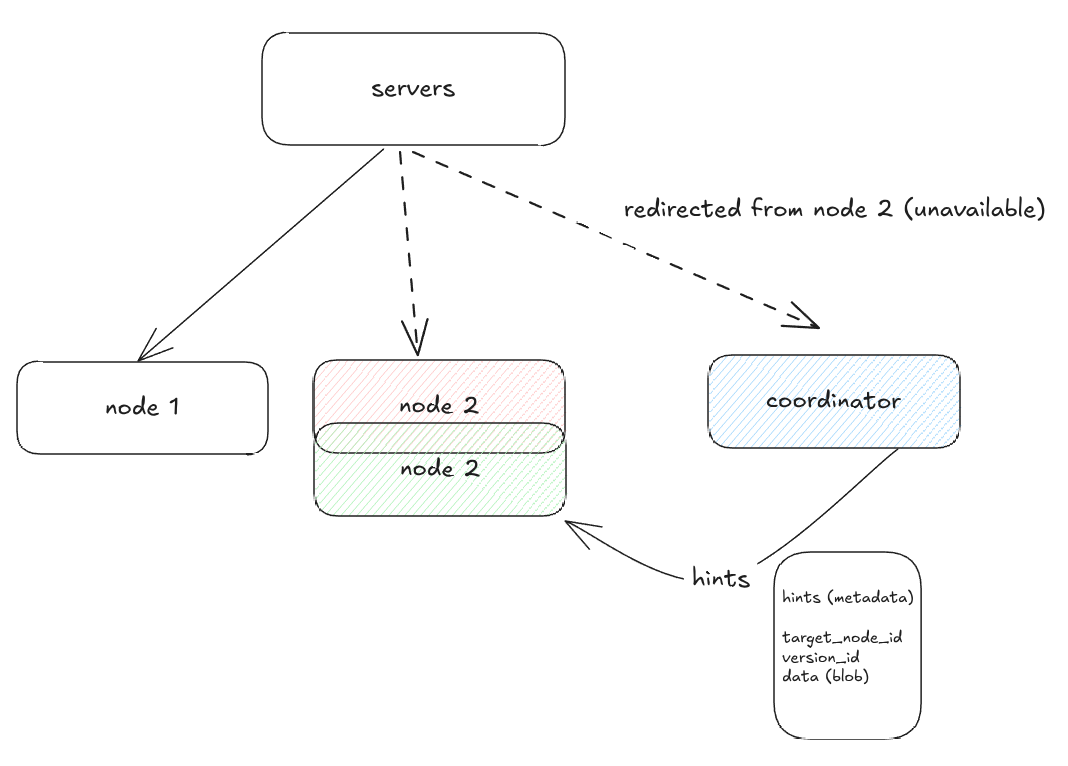 servers
redirected from node 2 (unavailable)
node 1
node 2
node 2
coordinator
hints
hints (metadata)
target_node_id
version_id
data (blob)